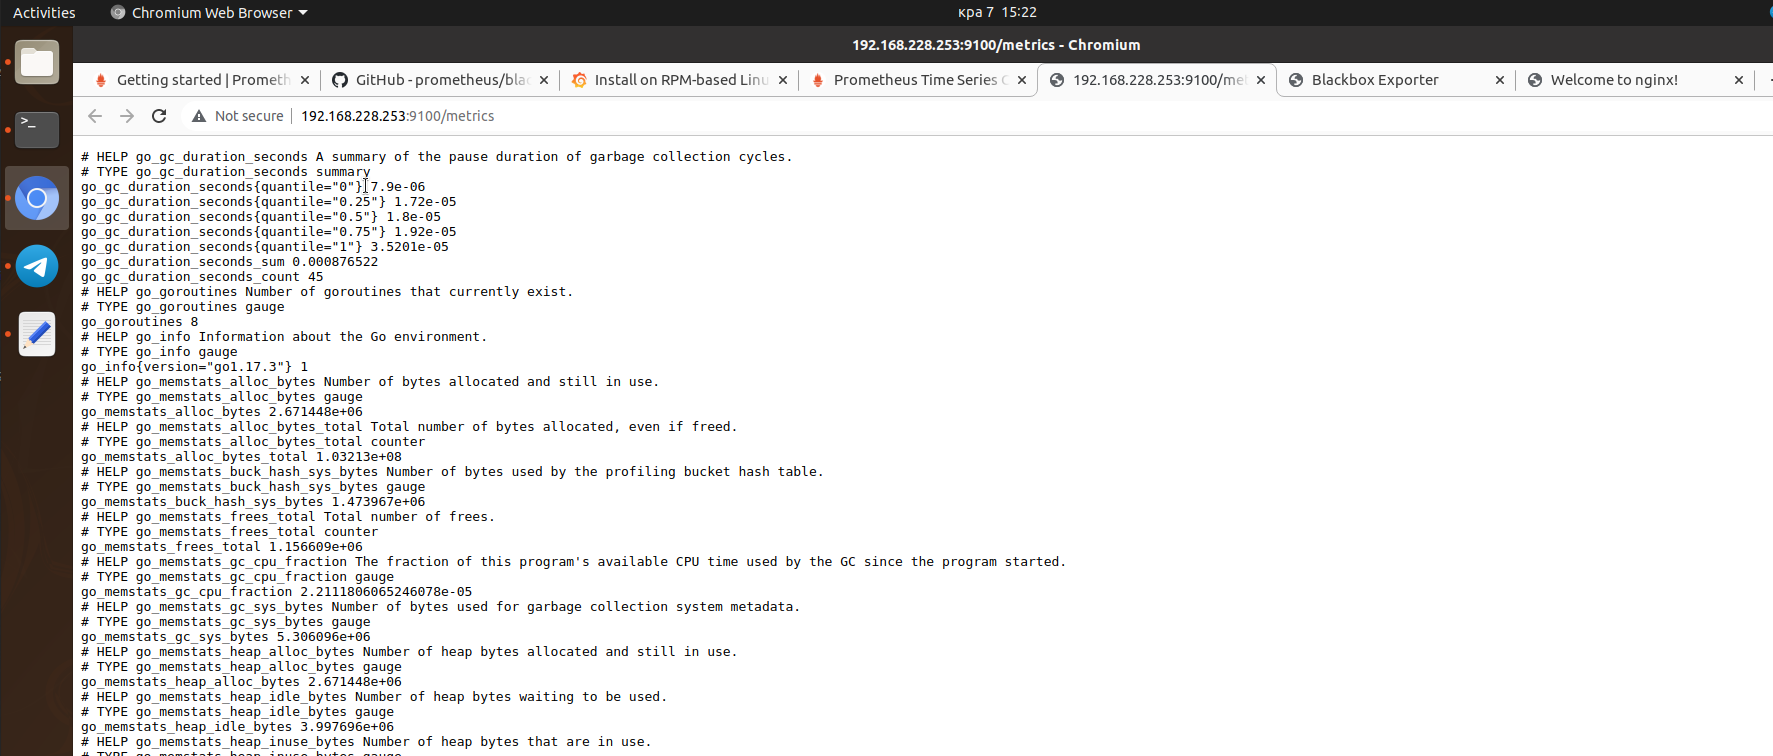 Activities
Chromium Web Browser
кра 7 15:22
192.168.228.253:9100/metrics - Chromium
Getting started | Prometh
GitHub - prometheus/blac
Install on RPM-based Linu
Prometheus Time Series C
192.168.228.253:9100/met
Blackbox Exporter
Welcome to nginx!
Not secure
192.168.228.253:9100/metrics
# HELP go_gc_duration_seconds A summary of the pause duration of garbage collection cycles.
# TYPE go_gc_duration_seconds summary
go_gc_duration_seconds{quantile="0"} 7.9e-06
go_gc_duration_seconds{quantile="0.25"} 1.72e-05
go_gc_duration_seconds{quantile="0.5"} 1.8e-05
go_gc_duration_seconds{quantile="0.75"} 1.92e-05
go_gc_duration_seconds{quantile="1"} 3.5201e-05
go_gc_duration_seconds_sum 0.000876522
go_gc_duration_seconds_count 45
# HELP go_goroutines Number of goroutines that currently exist.
# TYPE go_goroutines gauge
go_goroutines 8
# HELP go_info Information about the Go environment.
# TYPE go_info gauge
go_info{version="go1.17.3"} 1
# HELP go_memstats_alloc_bytes Number of bytes allocated and still in use.
# TYPE go_memstats_alloc_bytes gauge
go_memstats_alloc_bytes 2.671448e+06
# HELP go_memstats_alloc_bytes_total Total number of bytes allocated, even if freed.
# TYPE go_memstats_alloc_bytes_total counter
go_memstats_alloc_bytes_total 1.03213e+08
# HELP go_memstats_buck_hash_sys_bytes Number of bytes used by the profiling bucket hash table.
# TYPE go_memstats_buck_hash_sys_bytes gauge
go_memstats_buck_hash_sys_bytes 1.473967e+06
# HELP go_memstats_frees_total Total number of frees.
# TYPE go_memstats_frees_total counter
go_memstats_frees_total 1.156609e+06
# HELP go_memstats_gc_cpu_fraction The fraction of this program's available CPU time used by the GC since the program started.
# TYPE go_memstats_gc_cpu_fraction gauge
go_memstats_gc_cpu_fraction 2.2111806065246078e-05
# HELP go_memstats_gc_sys_bytes Number of bytes used for garbage collection system metadata.
# TYPE go_memstats_gc_sys_bytes gauge
go_memstats_gc_sys_bytes 5.306096e+06
# HELP go_memstats_heap_alloc_bytes Number of heap bytes allocated and still in use.
# TYPE go_memstats_heap_alloc_bytes gauge
go_memstats_heap_alloc_bytes 2.671448e+06
# HELP go_memstats_heap_idle_bytes Number of heap bytes waiting to be used.
# TYPE go_memstats_heap_idle_bytes gauge
go_memstats_heap_idle_bytes 3.997696e+06
# HELP go_memstats_heap_inuse_bytes Number of heap bytes that are in use.
# TYPE go_memstats_heap_inuse_bytes gauge